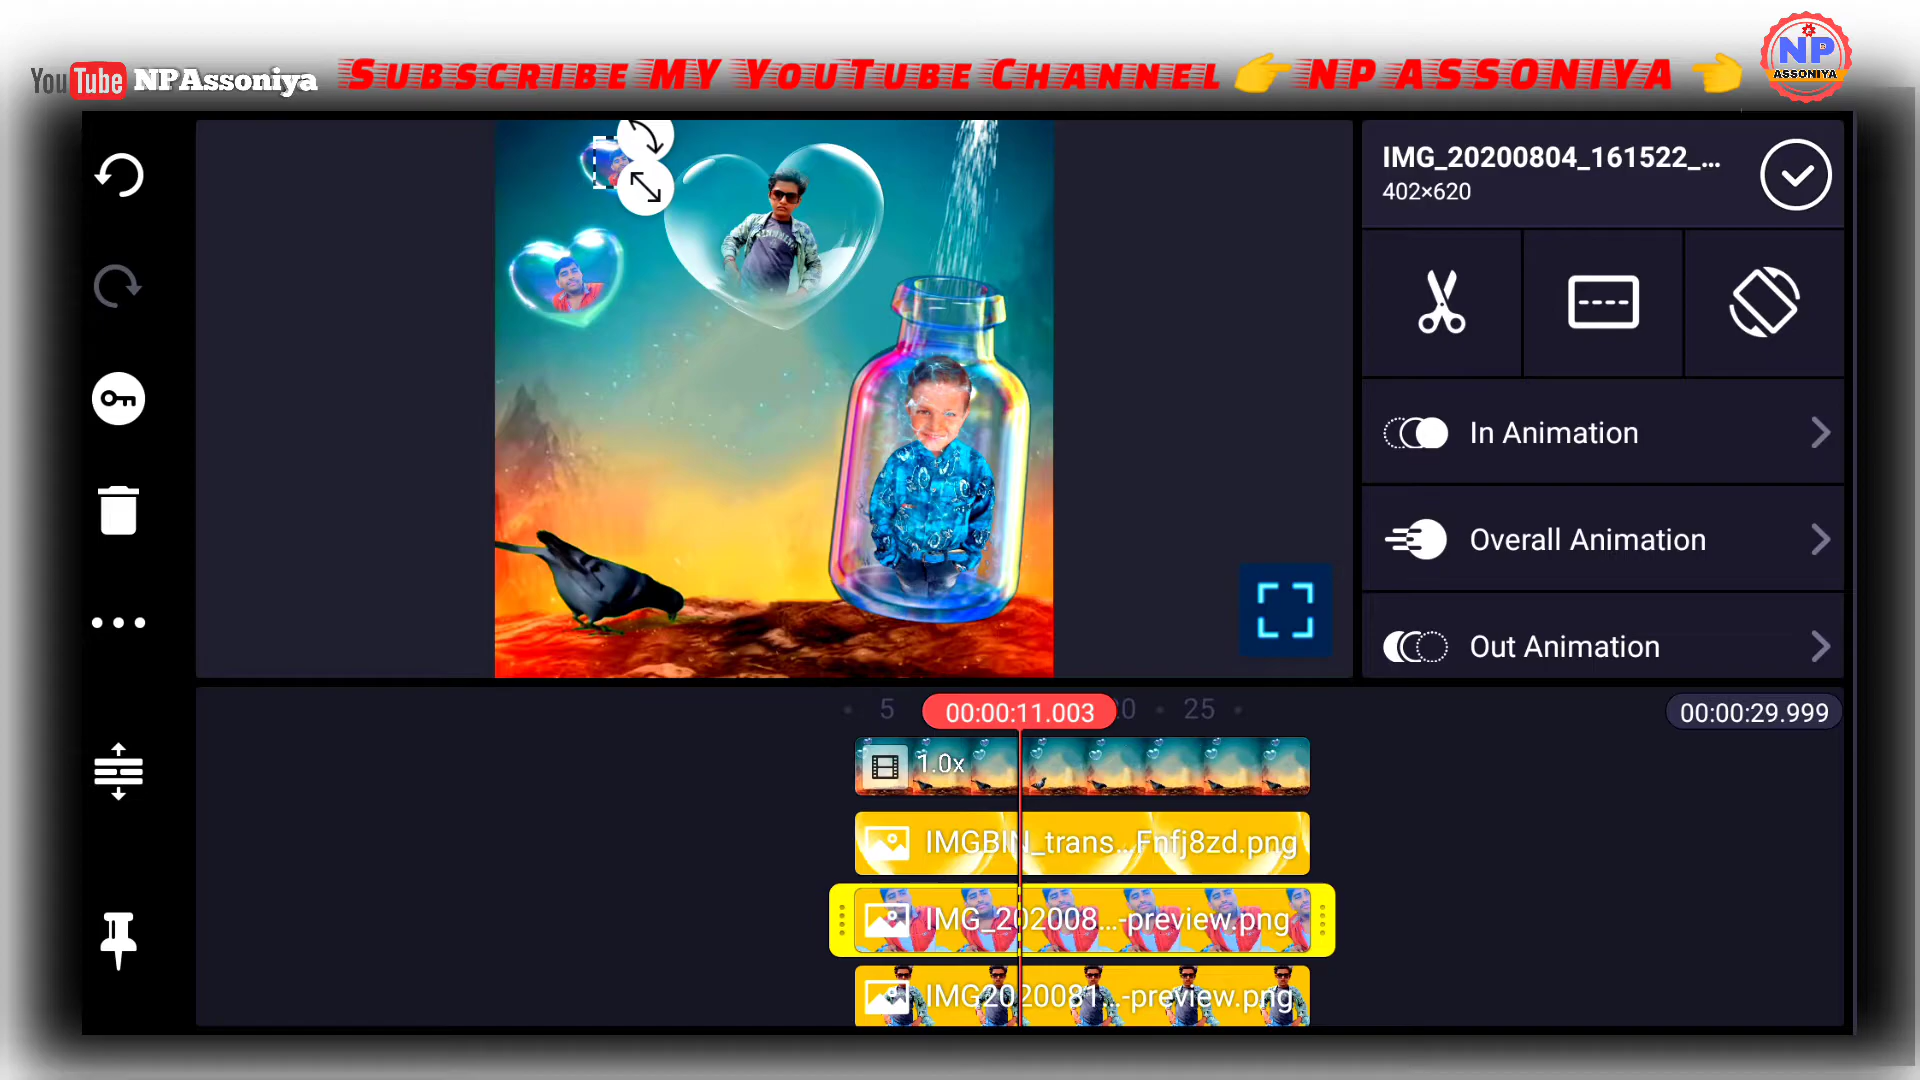 YouTube NPAssoniya SUBSCRIBE MY YOUTUBE CHANNEL 👉 NP ASSONIYA 👈 NP ASSONIYA
IMG_20200804_161522_...
402×620
In Animation
Overall Animation
Out Animation
5 00:00:11.003 20 25 00:00:29.999
1.0x
IMGBIN_trans...Fnfj8zd.png
IMG_202008...-preview.png
IMG2020081...-preview.png